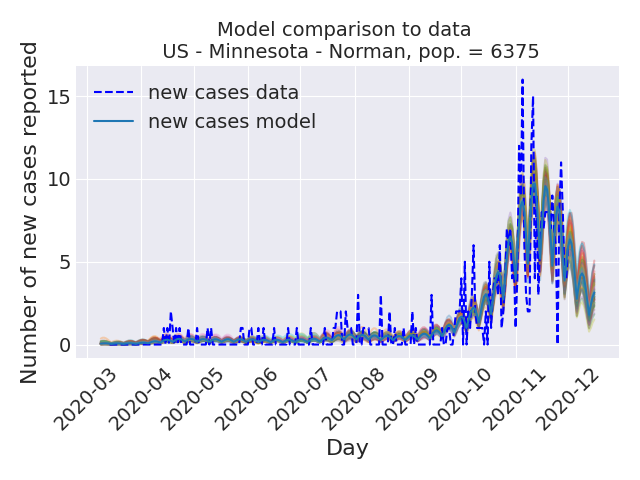 Model comparison to data
US - Minnesota - Norman, pop. = 6375
Number of new cases reported
15
10
5
0
new cases data
new cases model
2020-03
2020-04
2020-05
2020-06
2020-07
2020-08
2020-09
2020-10
2020-11
2020-12
Day